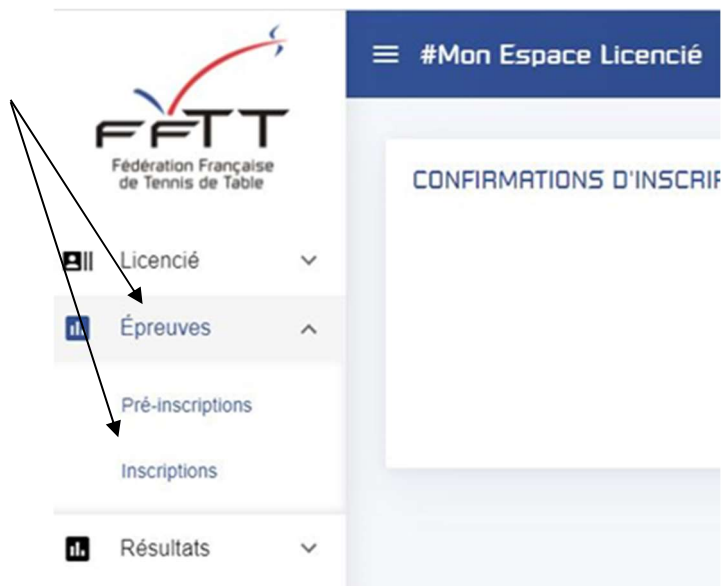 FFTT
Fédération Française
de Tennis de Table
#Mon Espace Licencié
CONFIRMATIONS D'INSCRI
Licencié
Épreuves
Pré-inscriptions
Inscriptions
Résultats